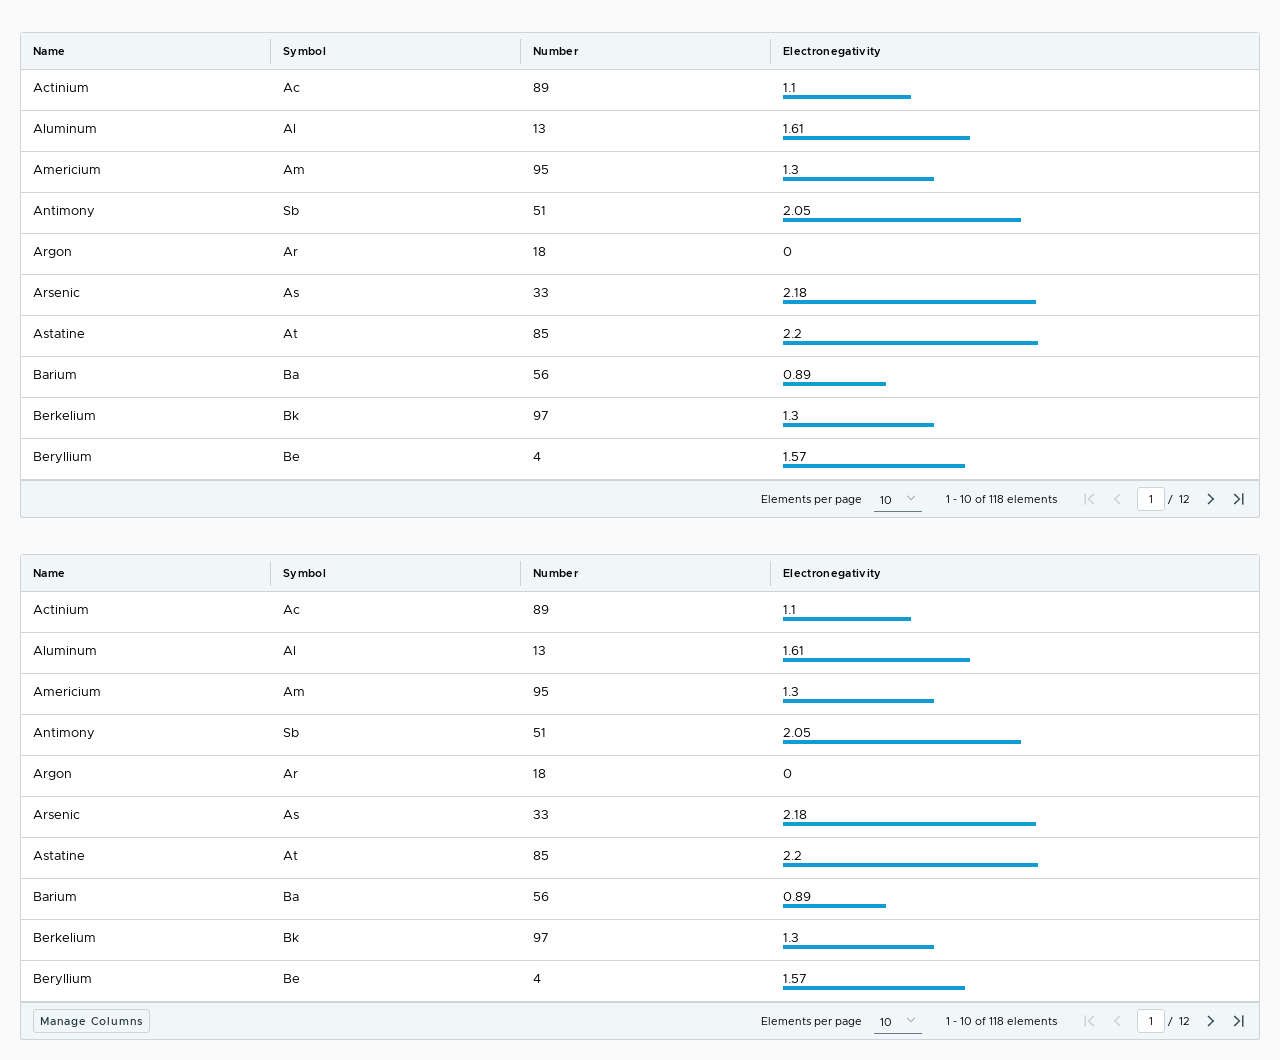 Name Symbol Number Electronegativity
Actinium Ac 89 1.1
Aluminum Al 13 1.61
Americium Am 95 1.3
Antimony Sb 51 2.05
Argon Ar 18 0
Arsenic As 33 2.18
Astatine At 85 2.2
Barium Ba 56 0.89
Berkelium Bk 97 1.3
Beryllium Be 4 1.57
Elements per page 10 1 - 10 of 118 elements 1 / 12
Name Symbol Number Electronegativity
Actinium Ac 89 1.1
Aluminum Al 13 1.61
Americium Am 95 1.3
Antimony Sb 51 2.05
Argon Ar 18 0
Arsenic As 33 2.18
Astatine At 85 2.2
Barium Ba 56 0.89
Berkelium Bk 97 1.3
Beryllium Be 4 1.57
Manage Columns Elements per page 10 1 - 10 of 118 elements 1 / 12